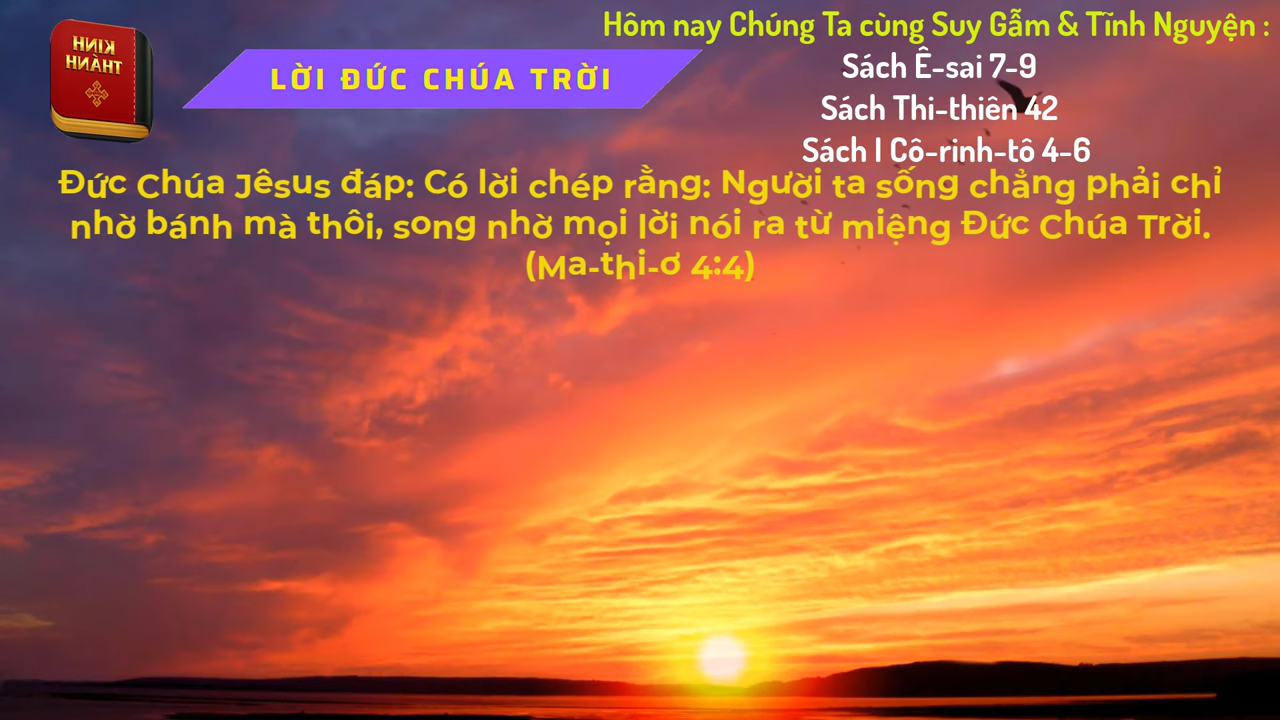 KINH
THÁNH
LỜI ĐỨC CHÚA TRỜI
Hôm nay Chúng Ta cùng Suy Gẫm & Tĩnh Nguyện :
Sách Ê-sai 7-9
Sách Thi-thiên 42
Sách I Cô-rinh-tô 4-6
Đức Chúa Jêsus đáp: Có lời chép rằng: Người ta sống chẳng phải chỉ
nhờ bánh mà thôi, song nhờ mọi lời nói ra từ miệng Đức Chúa Trời.
(Ma-thi-ơ 4:4)